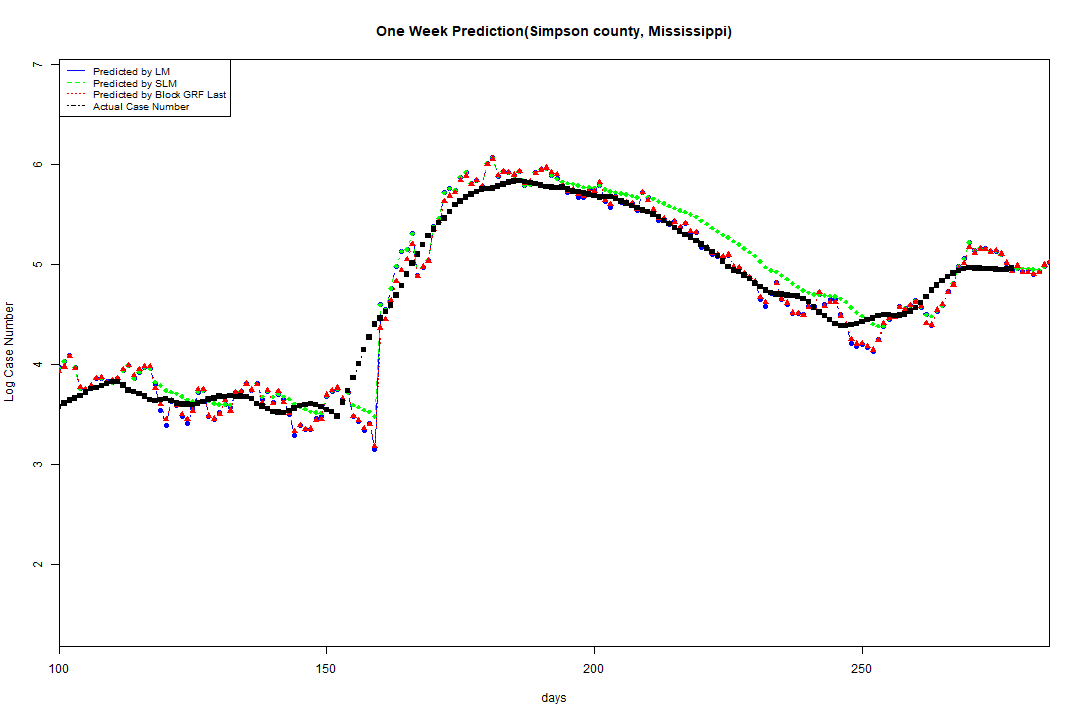 One Week Prediction(Simpson county, Mississippi)
Predicted by LM
Predicted by SLM
Predicted by Block GRF Last
Actual Case Number
7
6
5
4
3
2
Log Case Number
100 150 200 250
days